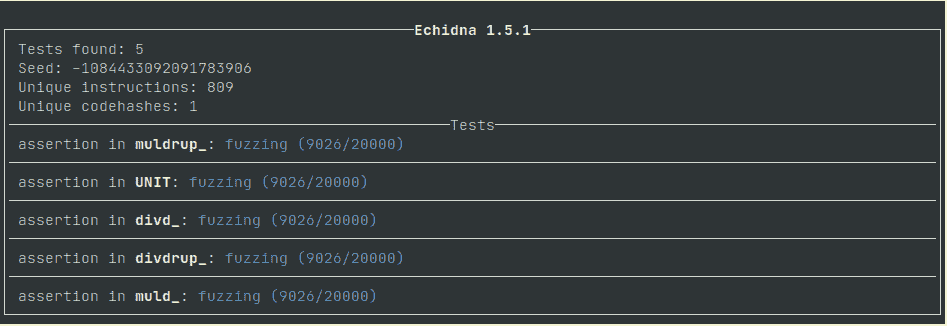 Echidna 1.5.1
Tests found: 5
Seed: -1084433092091783906
Unique instructions: 809
Unique codehashes: 1
Tests
assertion in muldrup_: fuzzing (9026/20000)
assertion in UNIT: fuzzing (9026/20000)
assertion in divd_: fuzzing (9026/20000)
assertion in divdrup_: fuzzing (9026/20000)
assertion in muld_: fuzzing (9026/20000)